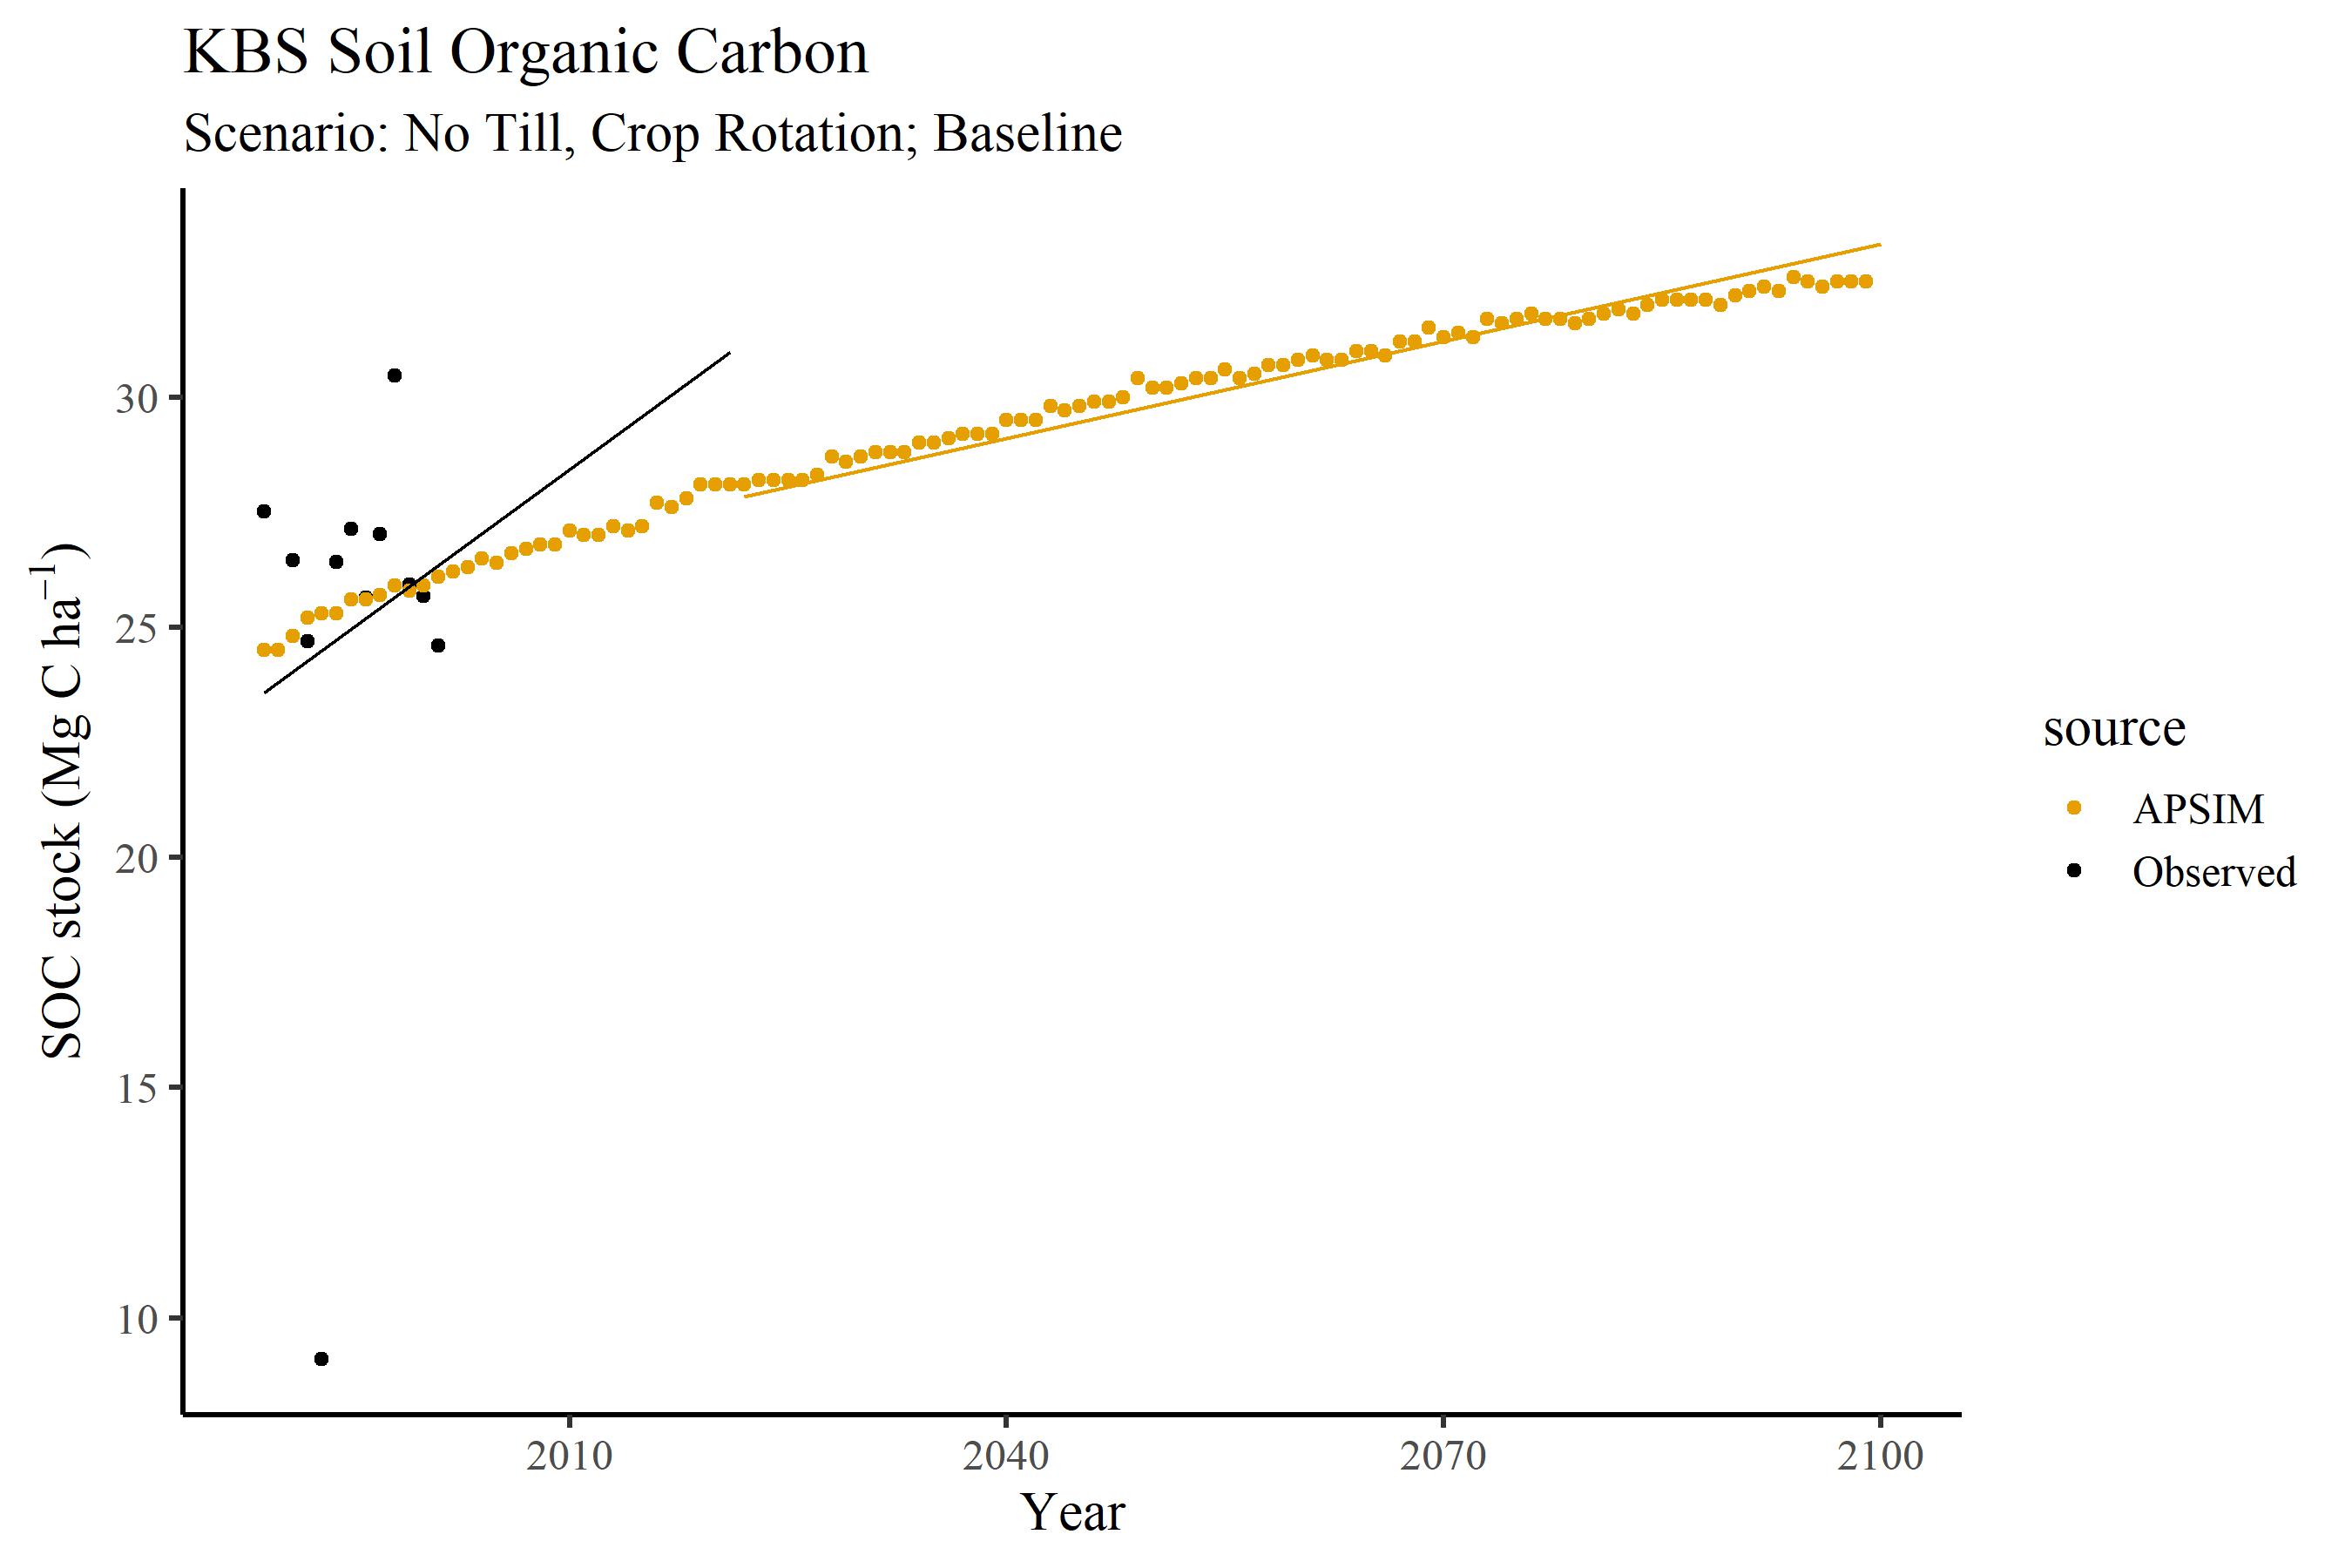 KBS Soil Organic Carbon
Scenario: No Till, Crop Rotation; Baseline
SOC stock (Mg C ha⁻¹)
30
25
20
15
10
2010 2040 2070 2100
Year
source
APSIM
Observed